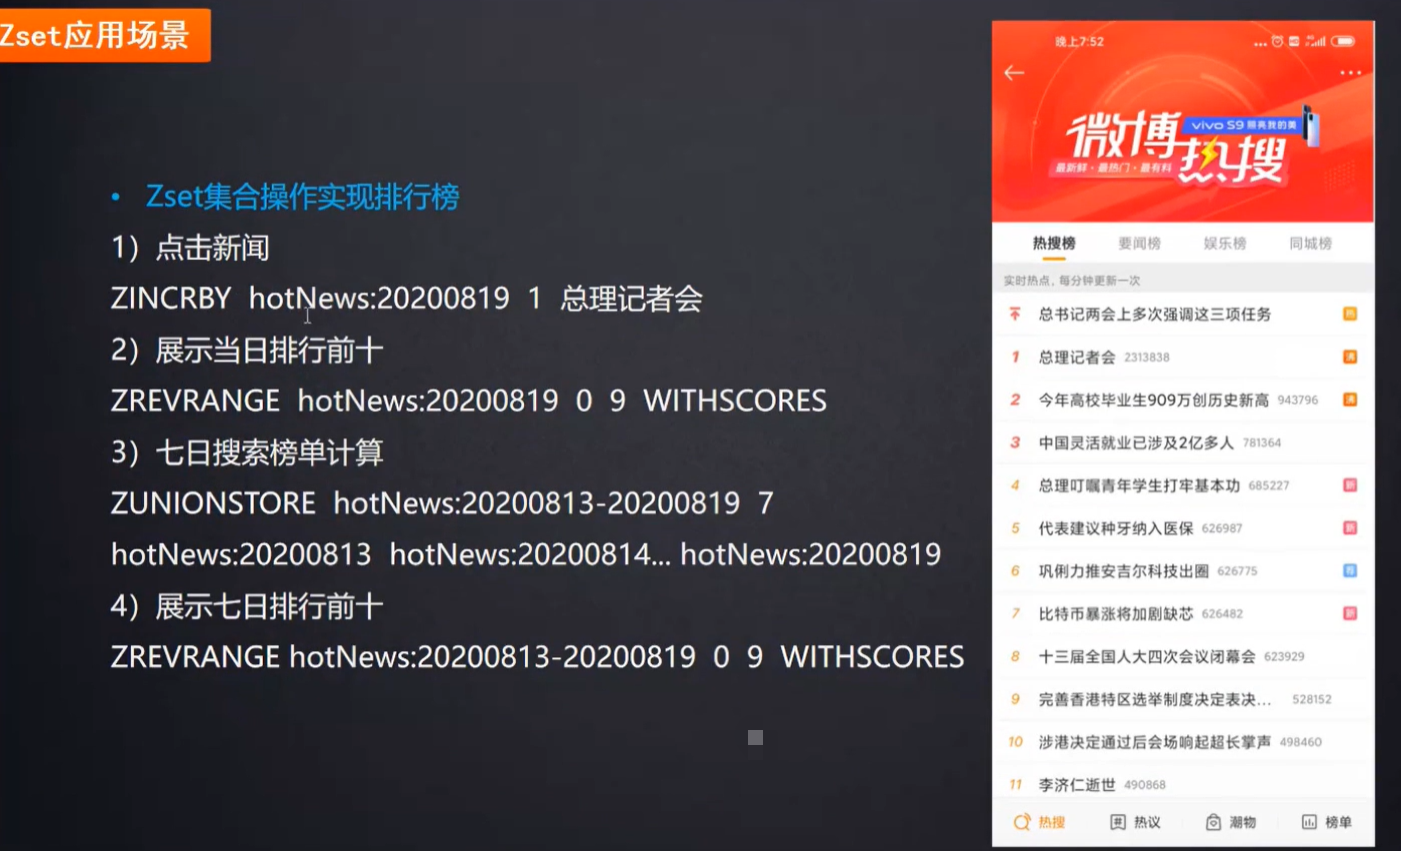 Zset应用场景
• Zset集合操作实现排行榜
1）点击新闻
ZINCRBY hotNews:20200819 1 总理记者会
2）展示当日排行前十
ZREVRANGE hotNews:20200819 0 9 WITHSCORES
3）七日搜索榜单计算
ZUNIONSTORE hotNews:20200813-20200819 7
hotNews:20200813 hotNews:20200814... hotNews:20200819
4）展示七日排行前十
ZREVRANGE hotNews:20200813-20200819 0 9 WITHSCORES
晚上7:52
微博热搜
vivo S9 照亮我的美
最新鲜·最热门·最有料
热搜榜 要闻榜 娱乐榜 同城榜
实时热点，每分钟更新一次
总书记两会上多次强调这三项任务 热
1 总理记者会 2313838 沸
2 今年高校毕业生909万创历史新高 943796 沸
3 中国灵活就业已涉及2亿多人 781364
4 总理叮嘱青年学生打牢基本功 685227 新
5 代表建议种牙纳入医保 626987 新
6 巩俐力推安吉尔科技出圈 626775 荐
7 比特币暴涨将加剧缺芯 626482 新
8 十三届全国人大四次会议闭幕会 623929
9 完善香港特区选举制度决定表决... 528152
10 涉港决定通过后会场响起超长掌声 498460
11 李济仁逝世 490868
热搜 热议 潮物 榜单